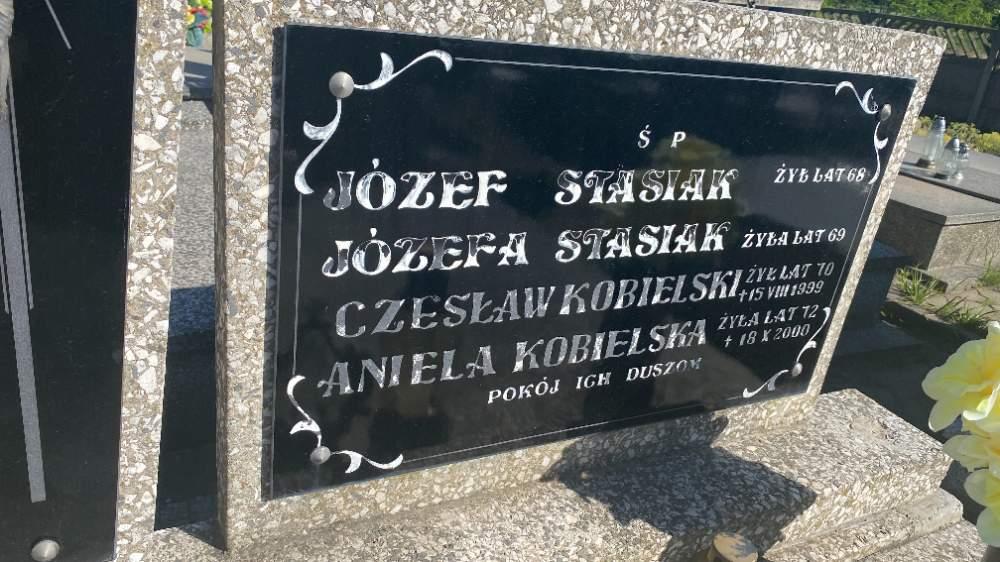 Ś P
JÓZEF STASIAK ŻYŁ LAT 68
JÓZEFA STASIAK ŻYŁA LAT 69
CZESŁAW KOBIELSKI ŻYŁ LAT 70
+15 VIII 1999
ANIELA KOBIELSKA ŻYŁA LAT 72
+ 18 X 2000
POKÓJ ICH DUSZOM